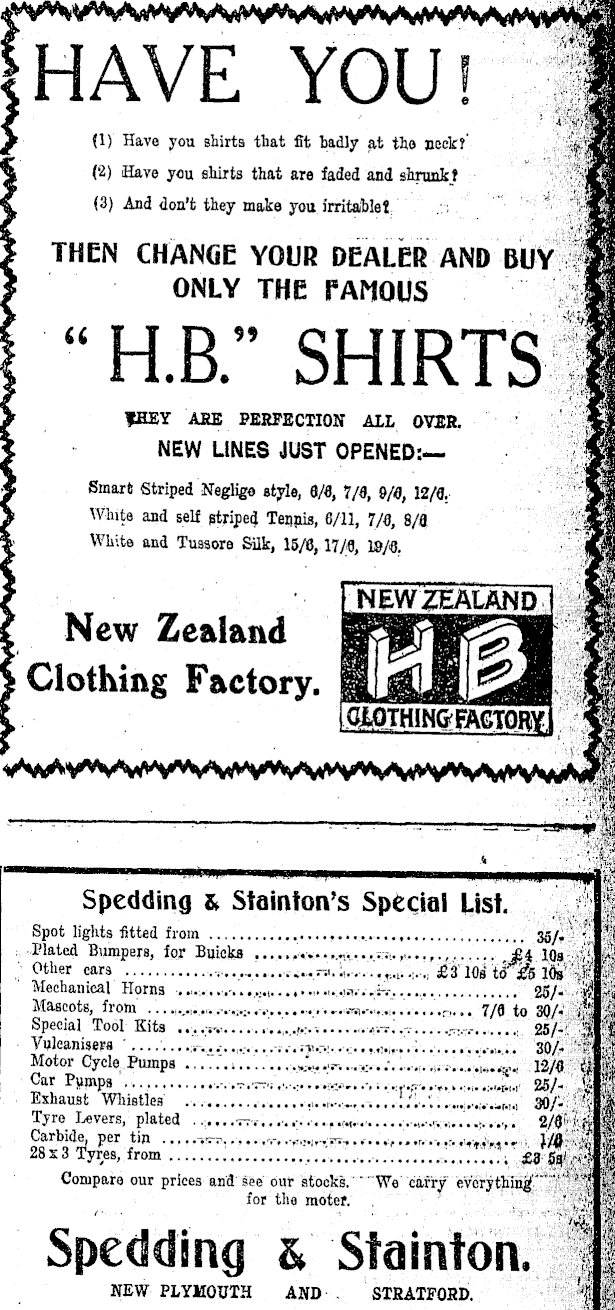 HAVE YOU!
(1) Have you shirts that fit badly at the neck?
(2) Have you shirts that are faded and shrunk?
(3) And don't they make you irritable?
THEN CHANGE YOUR DEALER AND BUY
ONLY THE FAMOUS
"H.B." SHIRTS
THEY ARE PERFECTION ALL OVER.
NEW LINES JUST OPENED:—
Smart Striped Neglige style, 6/6, 7/6, 9/6, 12/6.
White and self striped Tennis, 6/11, 7/6, 8/6
White and Tussore Silk, 15/6, 17/6, 19/6.
New Zealand
Clothing Factory.
NEW ZEALAND
HB
CLOTHING FACTORY
Spedding & Stainton's Special List.
Spot lights fitted from ........ 35/-
Plated Bumpers, for Buicks ........ £4 10s
Other cars ........ £3 10s to £5 10s
Mechanical Horns ........ 25/-
Mascots, from ........ 7/6 to 30/-
Special Tool Kits ........ 25/-
Vulcanisers ........ 30/-
Motor Cycle Pumps ........ 12/6
Car Pumps ........ 25/-
Exhaust Whistles ........ 30/-
Tyre Levers, plated ........ 2/6
Carbide, per tin ........ 1/6
28 x 3 Tyres, from ........ £3 5s
Compare our prices and see our stocks. We carry everything
for the moter.
Spedding & Stainton.
NEW PLYMOUTH AND STRATFORD.